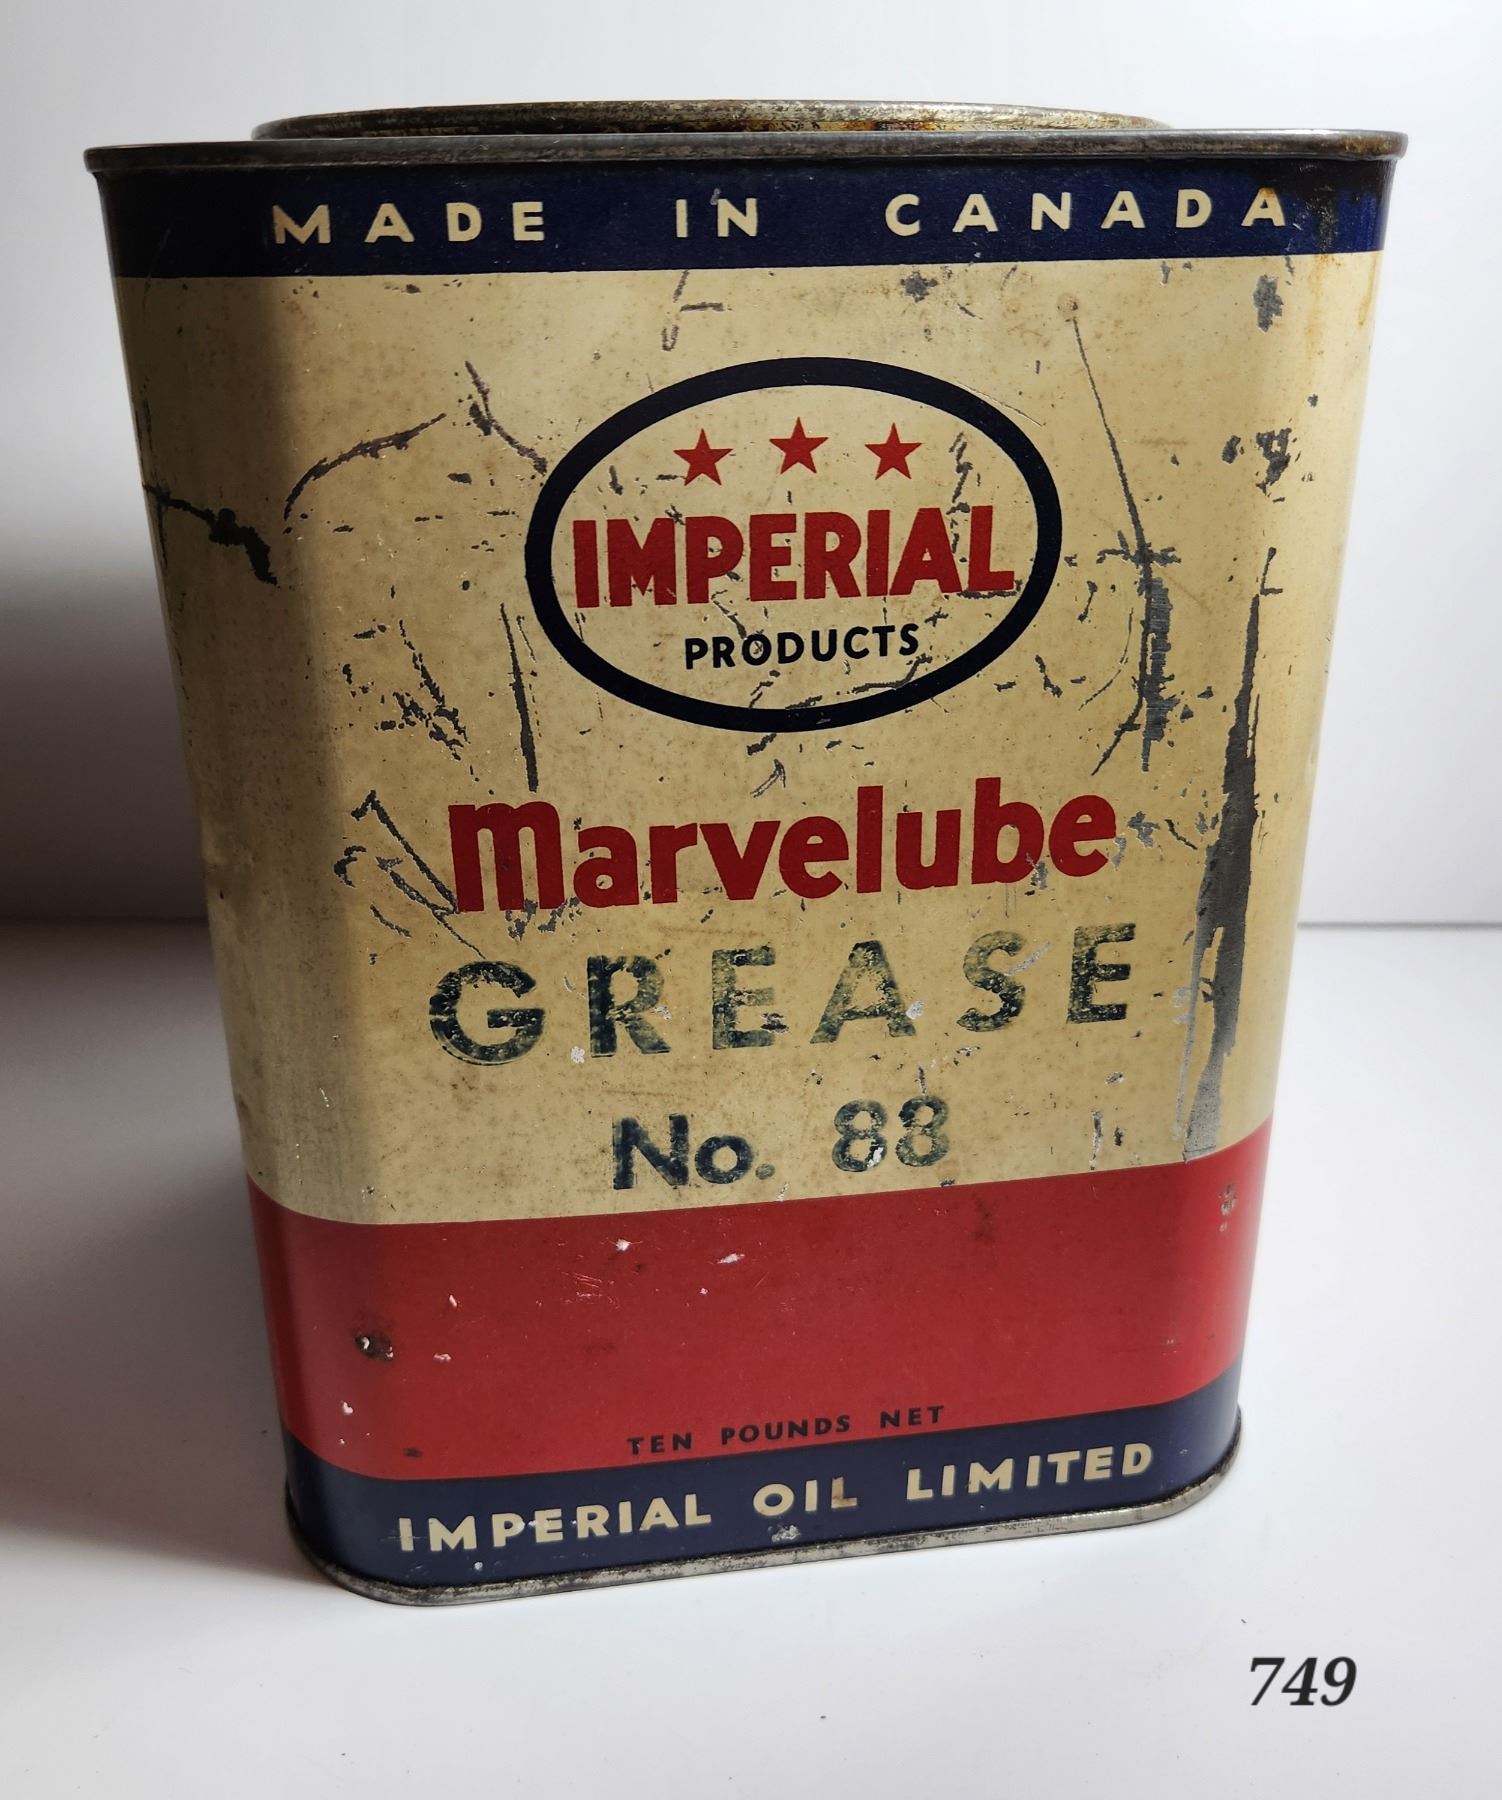 MADE IN CANADA
IMPERIAL
PRODUCTS
Marvelube
GREASE
No. 88
TEN POUNDS NET
IMPERIAL OIL LIMITED
749